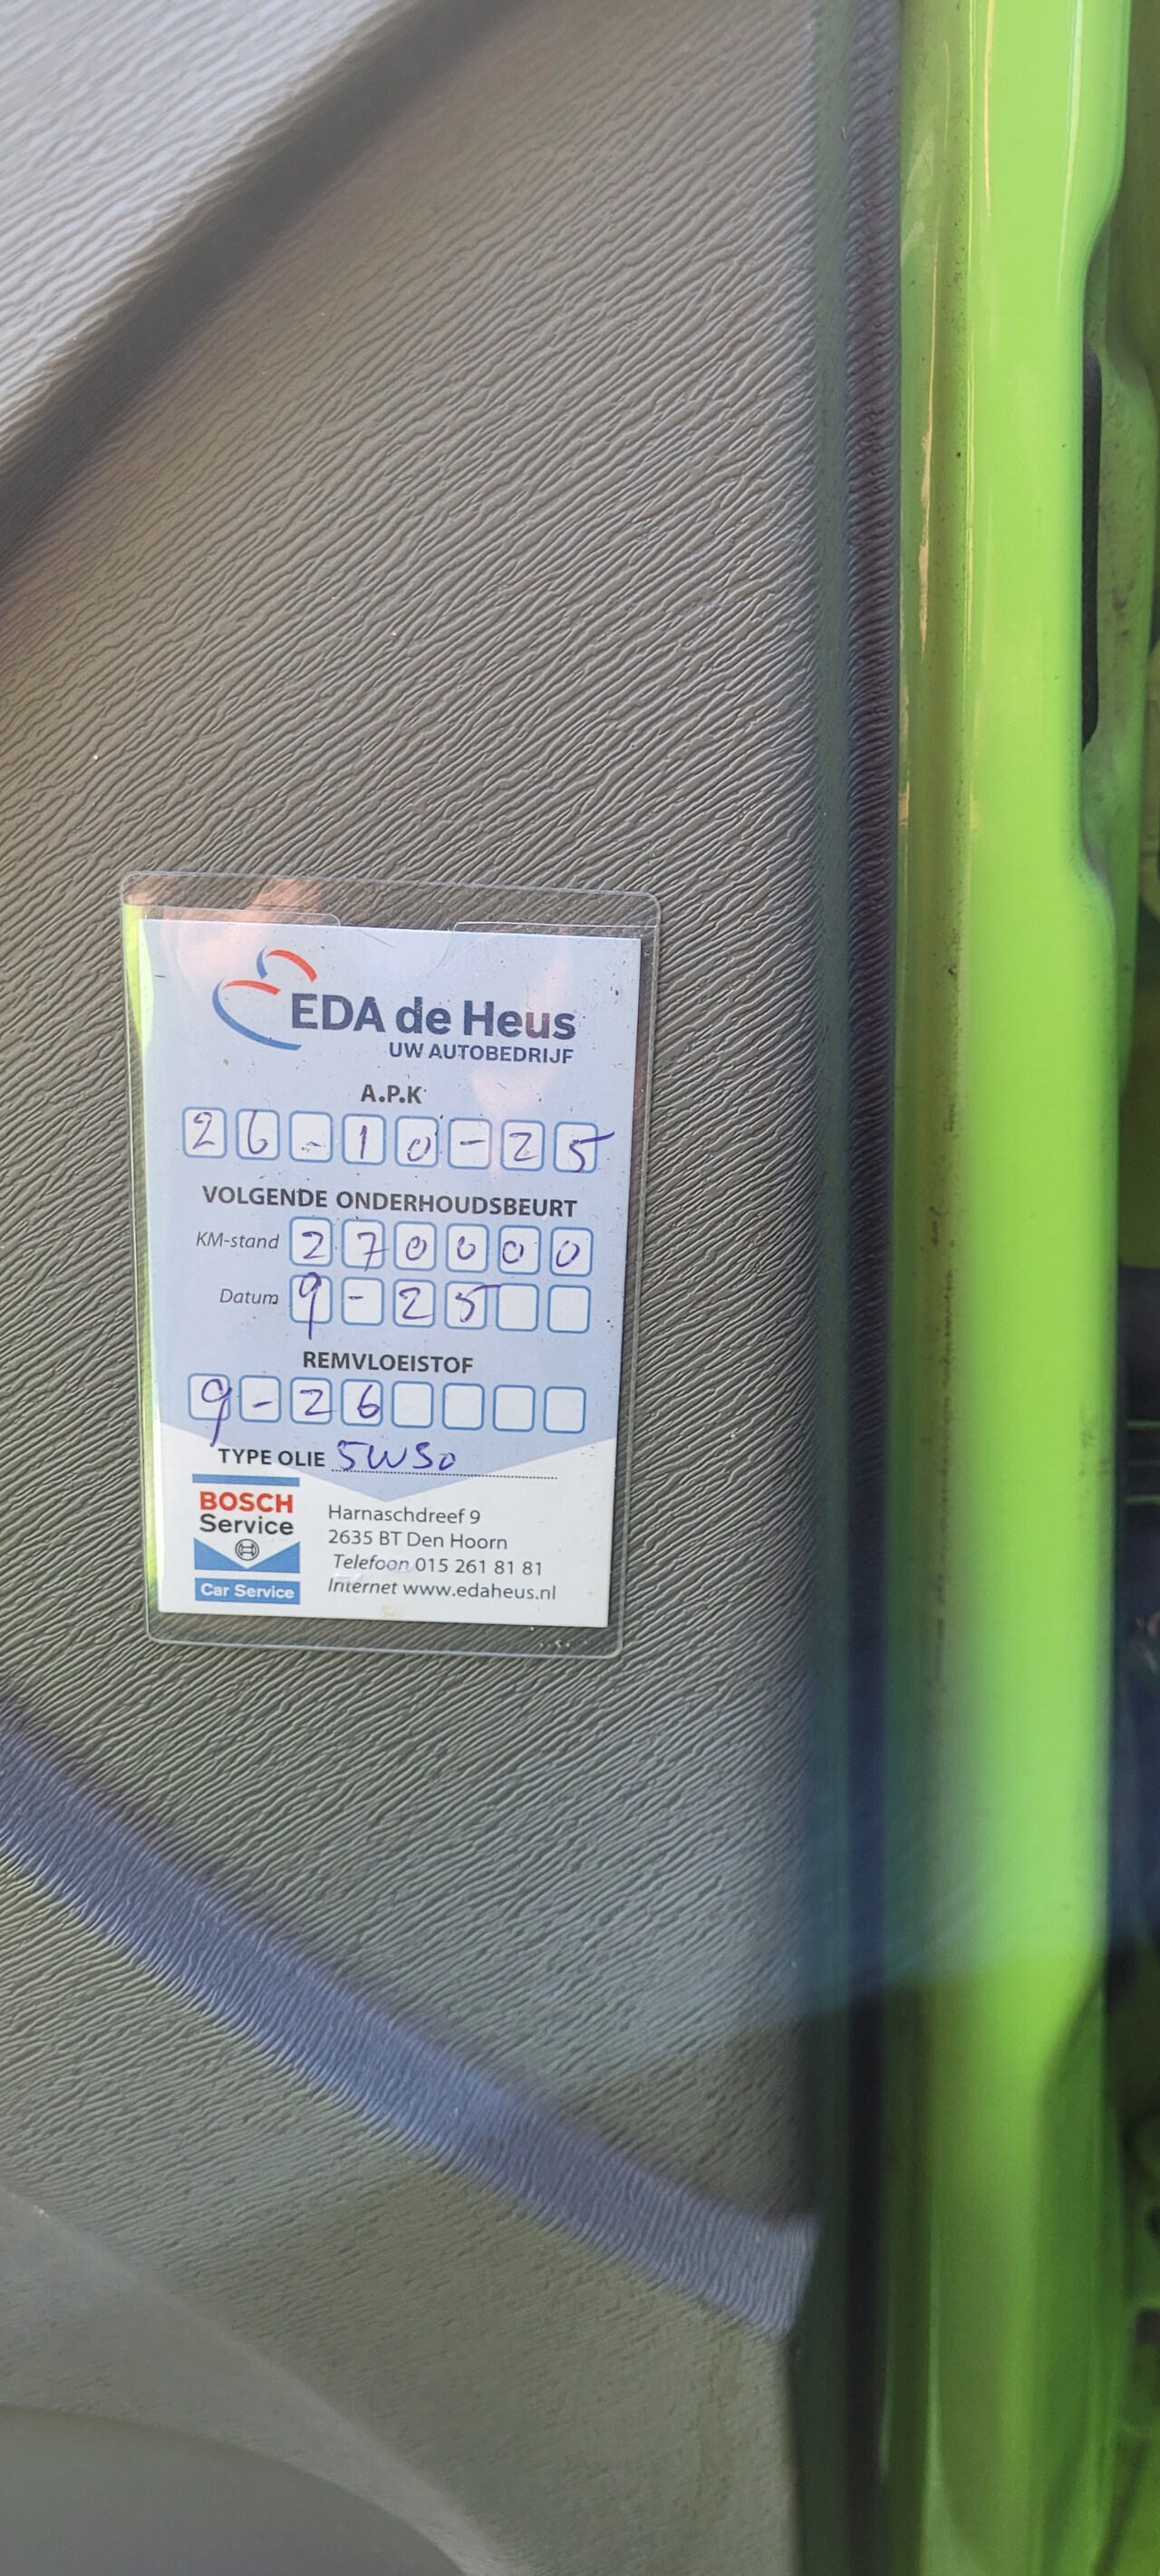 EDA de Heus
UW AUTOBEDRIJF
A.P.K
26-10-25
VOLGENDE ONDERHOUDSBEURT
KM-stand 270000
Datum 9-25
REMVLOEISTOF
9-26
TYPE OLIE 5W30
BOSCH
Service
Car Service
Harnaschdreef 9
2635 BT Den Hoorn
Telefoon 015 261 81 81
Internet www.edaheus.nl